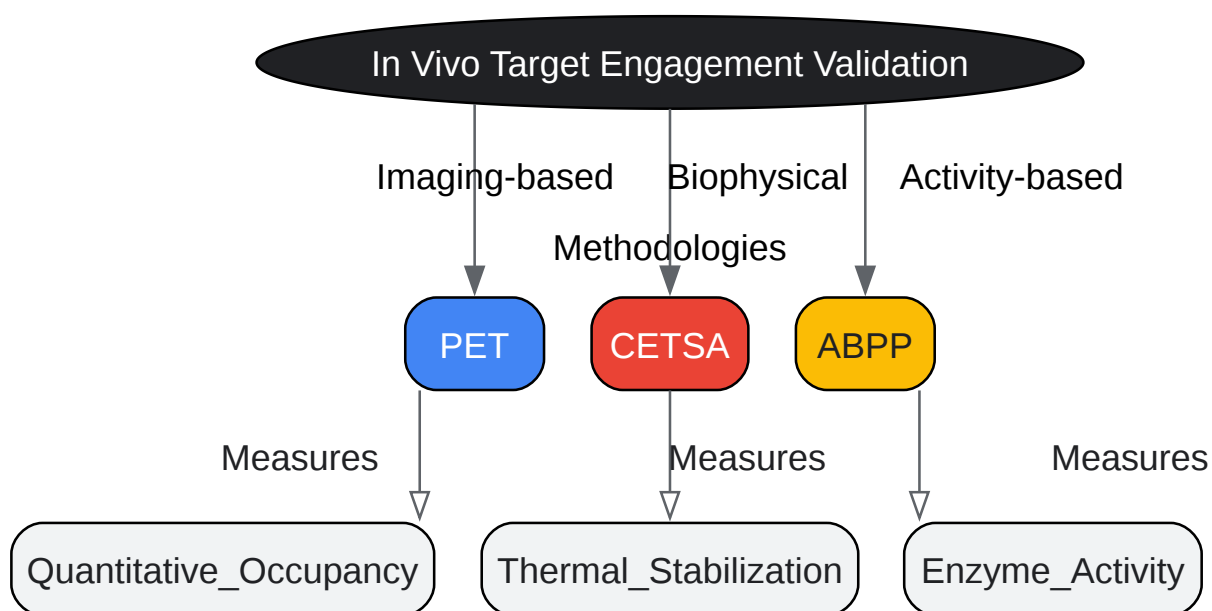 In Vivo Target Engagement Validation
Imaging-based
Biophysical
Activity-based
Methodologies
PET
CETSA
ABPP
Measures
Measures
Measures
Quantitative_Occupancy
Thermal_Stabilization
Enzyme_Activity